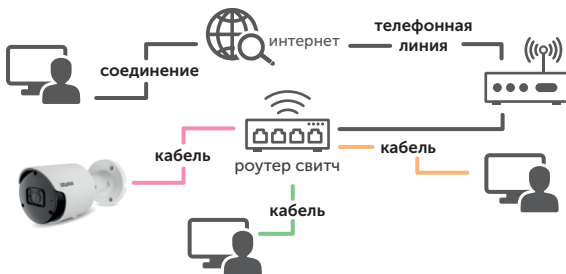 интернет
телефонная
линия
соединение
кабель
роутер свитч
кабель
кабель